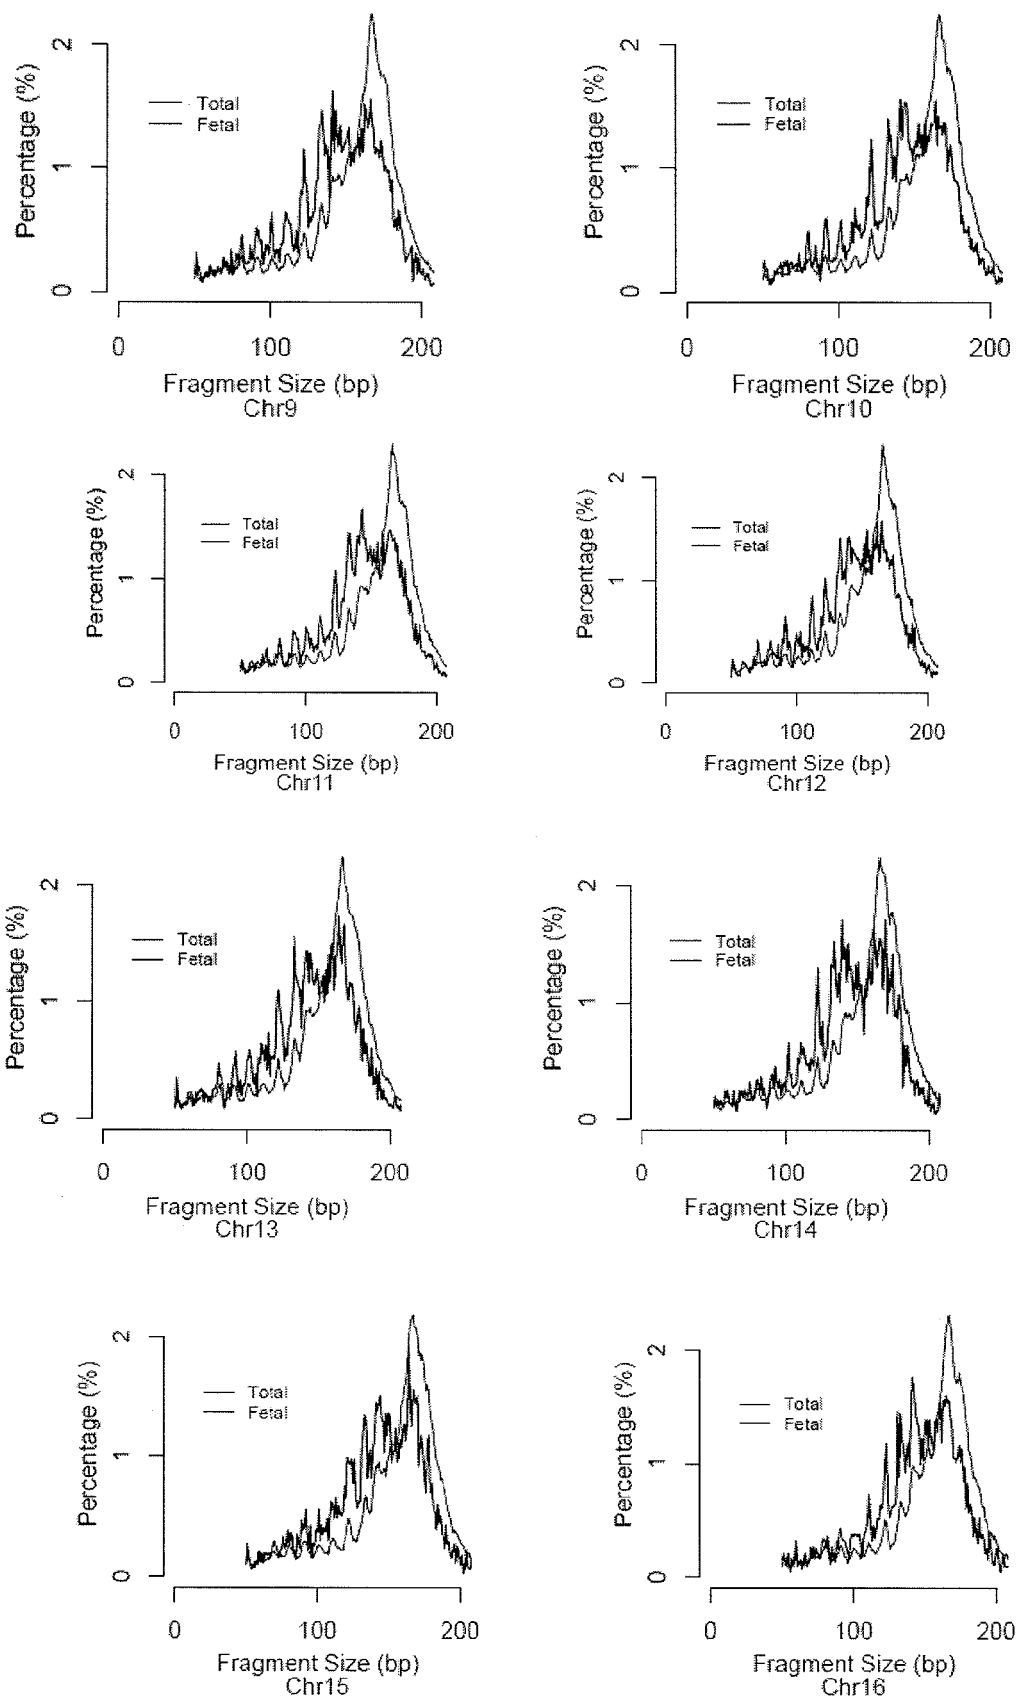 Percentage (%)
2
1
0
Total
Fetal
0 100 200
Fragment Size (bp)
Chr9
Percentage (%)
2
1
0
Total
Fetal
0 100 200
Fragment Size (bp)
Chr10
Percentage (%)
2
1
0
Total
Fetal
0 100 200
Fragment Size (bp)
Chr11
Percentage (%)
2
1
0
Total
Fetal
0 100 200
Fragment Size (bp)
Chr12
Percentage (%)
2
1
0
Total
Fetal
0 100 200
Fragment Size (bp)
Chr13
Percentage (%)
2
1
0
Total
Fetal
0 100 200
Fragment Size (bp)
Chr14
Percentage (%)
2
1
0
Total
Fetal
0 100 200
Fragment Size (bp)
Chr15
Percentage (%)
2
1
0
Total
Fetal
0 100 200
Fragment Size (bp)
Chr16